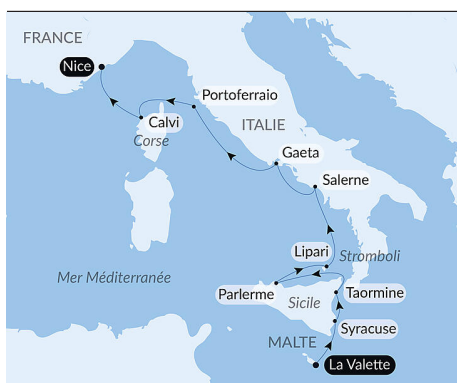 FRANCE
Nice
Portoferraio
Calvi
Corse
ITALIE
Gaeta
Salerne
Lipari
Stromboli
Mer Méditerranée
Parlerme
Sicile
Taormine
Syracuse
MALTE
La Valette